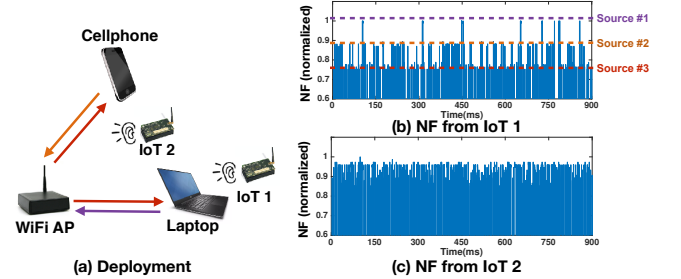 Cellphone
IoT 2
IoT 1
WiFi AP
Laptop
(a) Deployment
NF (normalized)
1
0.9
0.8
0.7
0.6
0
150
300
450
600
750
900
Time(ms)
Source #1
Source #2
Source #3
(b) NF from IoT 1
NF (normalized)
1
0.9
0.8
0.7
0.6
0
150
300
450
600
750
900
Time(ms)
(c) NF from IoT 2